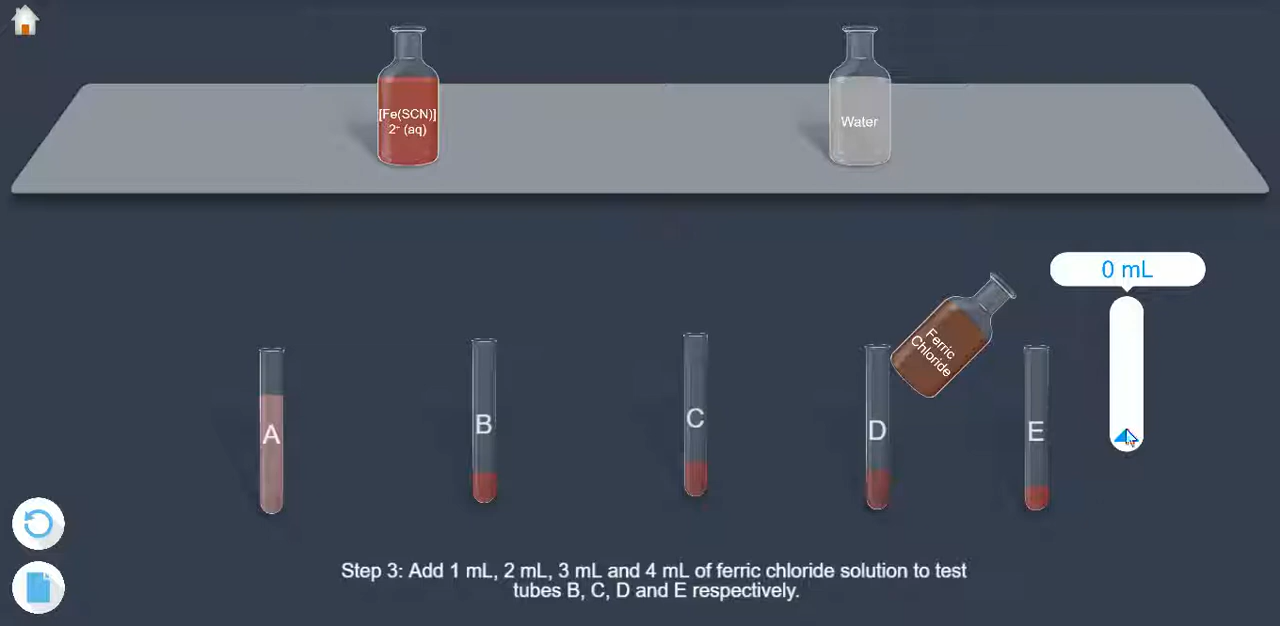 [Fe(SCN)]
2⁻ (aq)
Water
0 mL
Ferric
Chloride
A
B
C
D
E
Step 3: Add 1 mL, 2 mL, 3 mL and 4 mL of ferric chloride solution to test
tubes B, C, D and E respectively.